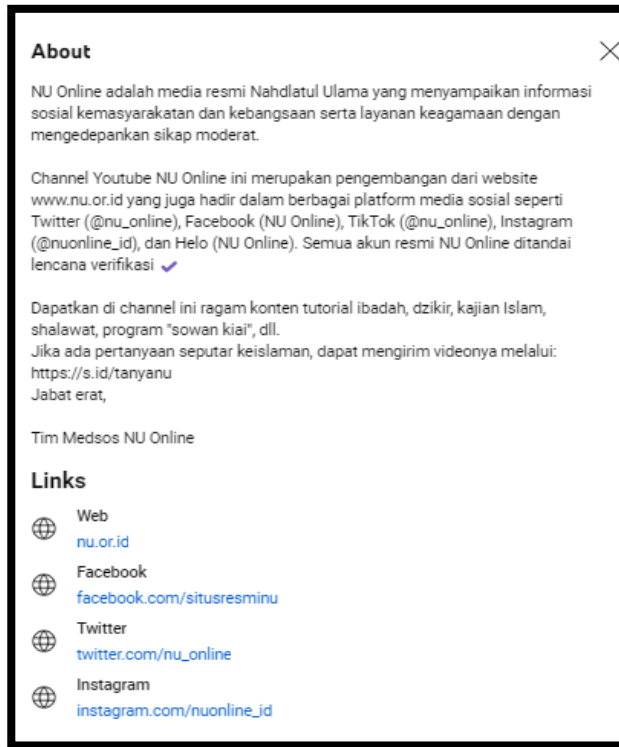 About
NU Online adalah media resmi Nahdlatul Ulama yang menyampaikan informasi
sosial kemasyarakatan dan kebangsaan serta layanan keagamaan dengan
mengedepankan sikap moderat.
Channel Youtube NU Online ini merupakan pengembangan dari website
www.nu.or.id yang juga hadir dalam berbagai platform media sosial seperti
Twitter (@nu_online), Facebook (NU Online), TikTok (@nu_online), Instagram
(@nuonline_id), dan Helo (NU Online). Semua akun resmi NU Online ditandai
lencana verifikasi ✔
Dapatkan di channel ini ragam konten tutorial ibadah, dzikir, kajian Islam,
shalawat, program "sowan kiai", dll.
Jika ada pertanyaan seputar keislaman, dapat mengirim videonya melalui:
https://s.id/tanyanu
Jabat erat,
Tim Medsos NU Online
Links
Web
nu.or.id
Facebook
facebook.com/situsresminu
Twitter
twitter.com/nu_online
Instagram
instagram.com/nuonline_id